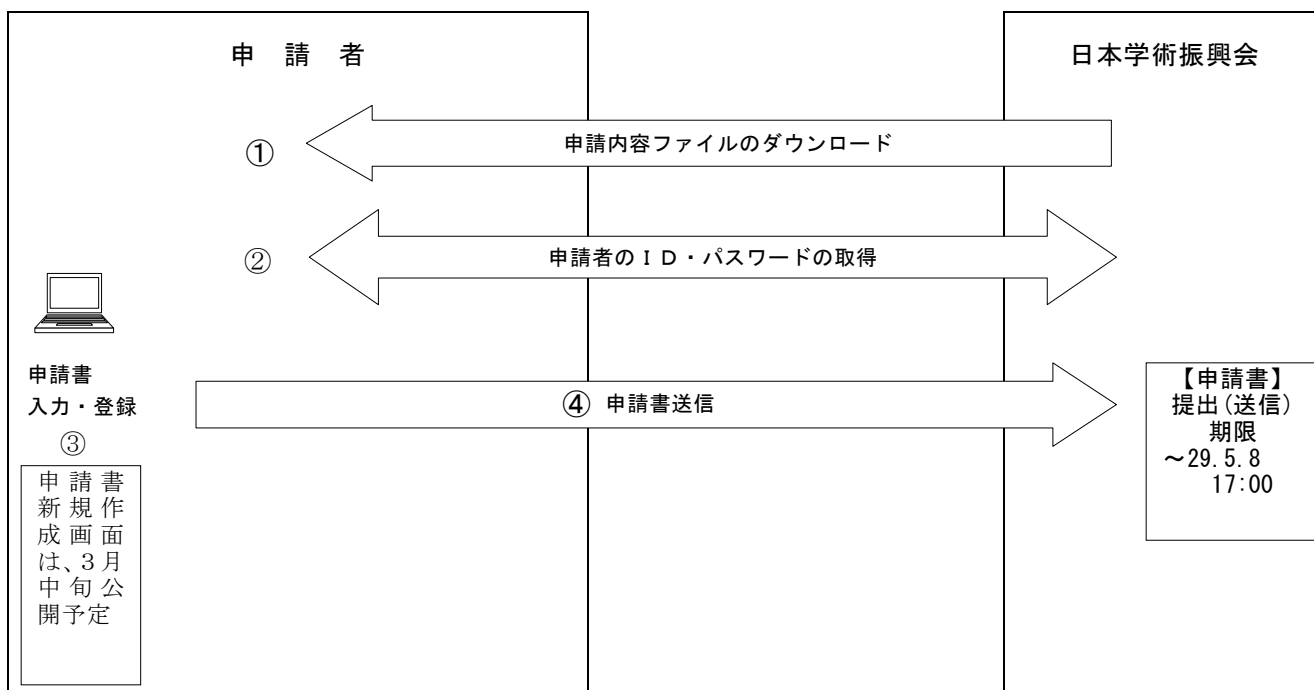 申 請 者
日本学術振興会
① 申請内容ファイルのダウンロード
② 申請者のＩＤ・パスワードの取得
申請書
入力・登録
③
④ 申請書送信
【申請書】
提出(送信)
期限
～29.5.8
17:00
申請書
新規作
成画面
は、３月
中旬公
開予定